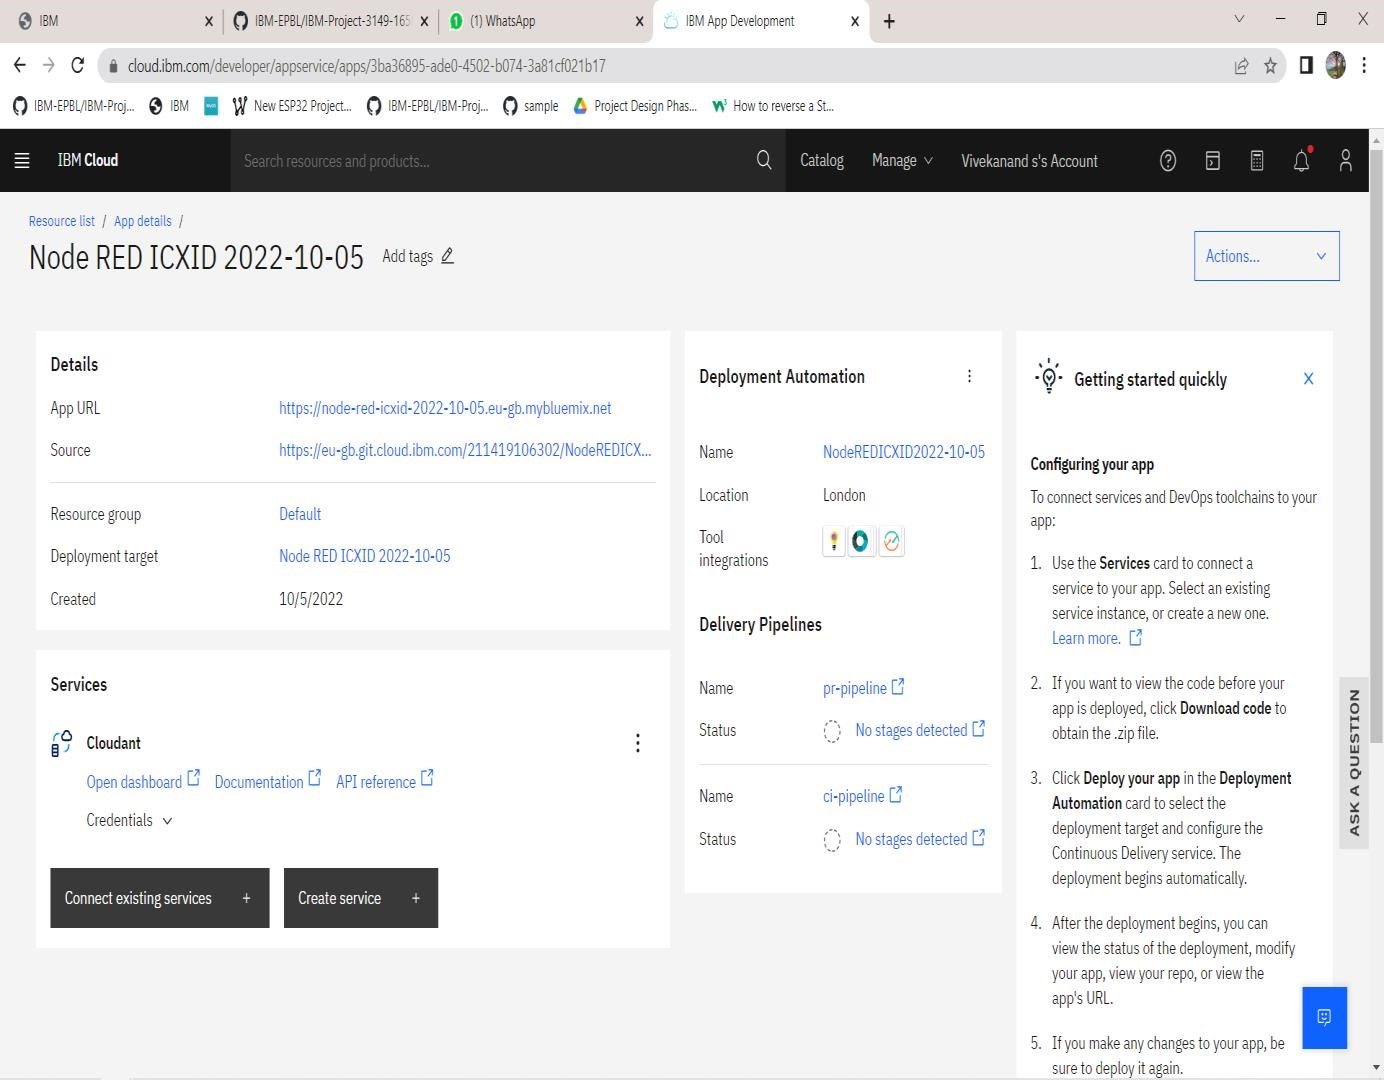 IBM
IBM-EPBL/IBM-Project-3149-165
(1) WhatsApp
IBM App Development
cloud.ibm.com/developer/appservice/apps/3ba36895-ade0-4502-b074-3a81cf021b17
IBM-EPBL/IBM-Proj...
IBM
New ESP32 Project...
IBM-EPBL/IBM-Proj...
sample
Project Design Phas...
How to reverse a St...
IBM Cloud
Search resources and products...
Catalog
Manage
Vivekanand s's Account
Resource list / App details /
Node RED ICXID 2022-10-05
Add tags
Actions...
Details
App URL
https://node-red-icxid-2022-10-05.eu-gb.mybluemix.net
Source
https://eu-gb.git.cloud.ibm.com/211419106302/NodeREDICX...
Resource group
Default
Deployment target
Node RED ICXID 2022-10-05
Created
10/5/2022
Services
Cloudant
Open dashboard
Documentation
API reference
Credentials
Connect existing services +
Create service +
Deployment Automation
Name
NodeREDICXID2022-10-05
Location
London
Tool
integrations
Delivery Pipelines
Name
pr-pipeline
Status
No stages detected
Name
ci-pipeline
Status
No stages detected
Getting started quickly
Configuring your app
To connect services and DevOps toolchains to your
app:
1. Use the Services card to connect a
service to your app. Select an existing
service instance, or create a new one.
Learn more.
2. If you want to view the code before your
app is deployed, click Download code to
obtain the .zip file.
3. Click Deploy your app in the Deployment
Automation card to select the
deployment target and configure the
Continuous Delivery service. The
deployment begins automatically.
4. After the deployment begins, you can
view the status of the deployment, modify
your app, view your repo, or view the
app's URL.
5. If you make any changes to your app, be
sure to deploy it again.
ASK A QUESTION